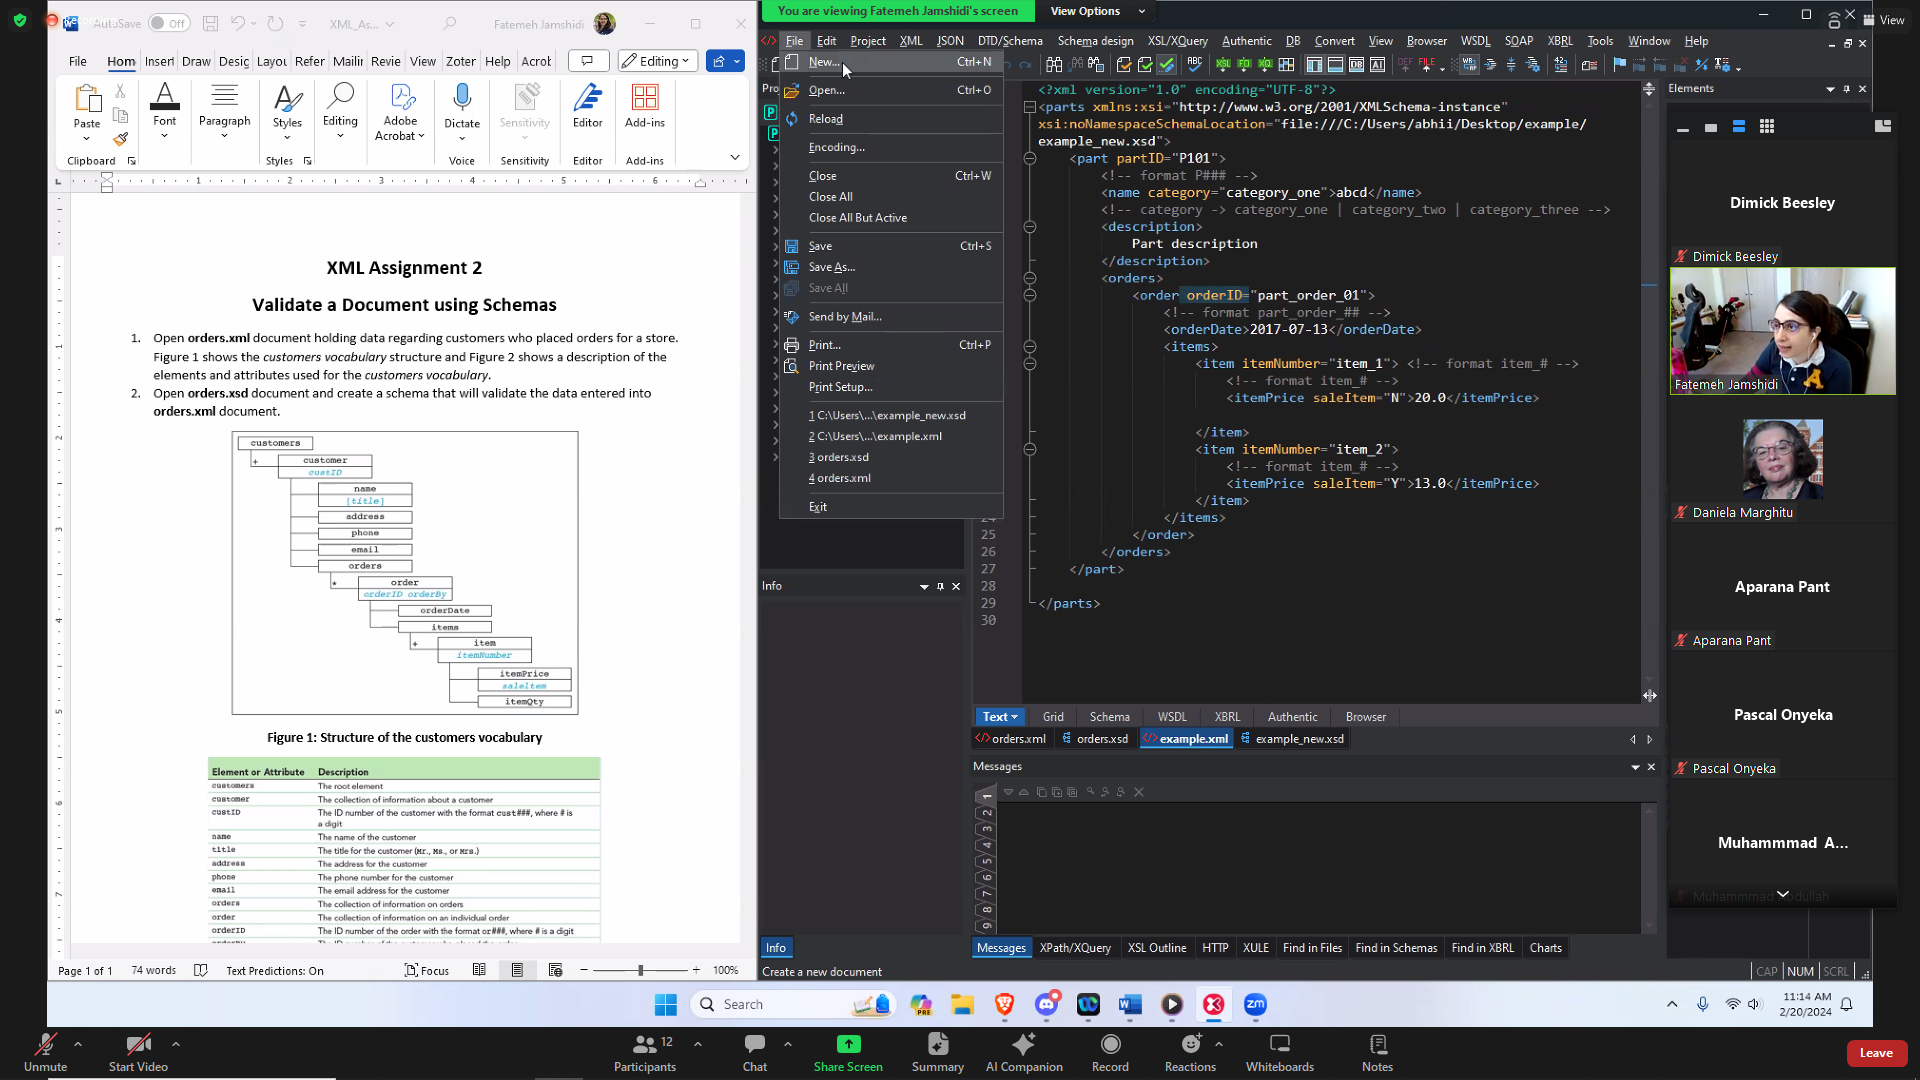 AutoSave Off
XML_As...
Fatemeh Jamshidi
File Hom Insert Draw Desig Layou Refer Mailin Revie View Zoter Help Acrob
Editing
Paste Font Paragraph Styles Editing Adobe Acrobat Dictate Sensitivity Editor Add-ins
Clipboard Styles Voice Sensitivity Editor Add-ins
XML Assignment 2
Validate a Document using Schemas
1. Open orders.xml document holding data regarding customers who placed orders for a store.
Figure 1 shows the customers vocabulary structure and Figure 2 shows a description of the
elements and attributes used for the customers vocabulary.
2. Open orders.xsd document and create a schema that will validate the data entered into
orders.xml document.
customers
+ customer
custID
name
[title]
address
phone
email
orders
* order
orderID orderBy
orderDate
items
+ item
itemNumber
itemPrice
saleItem
itemQty
Figure 1: Structure of the customers vocabulary
Element or Attribute Description
customers The root element
customer The collection of information about a customer
custID The ID number of the customer with the format cust###, where # is
a digit
name The name of the customer
title The title for the customer (Mr., Ms., or Mrs.)
address The address for the customer
phone The phone number for the customer
email The email address for the customer
orders The collection of information on orders
order The collection of information on an individual order
orderID The ID number of the order with the format or###, where # is a digit
Page 1 of 1 74 words Text Predictions: On Focus 100%
You are viewing Fatemeh Jamshidi's screen View Options
View
File Edit Project XML JSON DTD/Schema Schema design XSL/XQuery Authentic DB Convert View Browser WSDL SOAP XBRL Tools Window Help
New... Ctrl+N
Open... Ctrl+O
Reload
Encoding...
Close Ctrl+W
Close All
Close All But Active
Save Ctrl+S
Save As...
Save All
Send by Mail...
Print... Ctrl+P
Print Preview
Print Setup...
1 C:\Users\...\example_new.xsd
2 C:\Users\...\example.xml
3 orders.xsd
4 orders.xml
Exit
<?xml version="1.0" encoding="UTF-8"?>
<parts xmlns:xsi="http://www.w3.org/2001/XMLSchema-instance"
xsi:noNamespaceSchemaLocation="file:///C:/Users/abhii/Desktop/example/
example_new.xsd">
<part partID="P101">
<!-- format P### -->
<name category="category_one">abcd</name>
<!-- category -> category_one | category_two | category_three -->
<description>
Part description
</description>
<orders>
<order orderID="part_order_01">
<!-- format part_order_## -->
<orderDate>2017-07-13</orderDate>
<items>
<item itemNumber="item_1"> <!-- format item_# -->
<!-- format item_# -->
<itemPrice saleItem="N">20.0</itemPrice>
</item>
<item itemNumber="item_2">
<!-- format item_# -->
<itemPrice saleItem="Y">13.0</itemPrice>
</item>
24 </items>
25 </order>
26 </orders>
27 </part>
28
29 </parts>
30
Info
Text Grid Schema WSDL XBRL Authentic Browser
orders.xml orders.xsd example.xml example_new.xsd
Messages
1
2
3
4
5
6
7
8
9
Info
Messages XPath/XQuery XSL Outline HTTP XULE Find in Files Find in Schemas Find in XBRL Charts
Create a new document
CAP NUM SCRL
Elements
Dimick Beesley
Dimick Beesley
Fatemeh Jamshidi
Daniela Marghitu
Aparana Pant
Aparana Pant
Pascal Onyeka
Pascal Onyeka
Muhammmad A...
Muhammmad Abdullah
Search
PRE
zm
11:14 AM
2/20/2024
Unmute Start Video Participants 12 Chat Share Screen Summary AI Companion Record Reactions Whiteboards Notes Leave